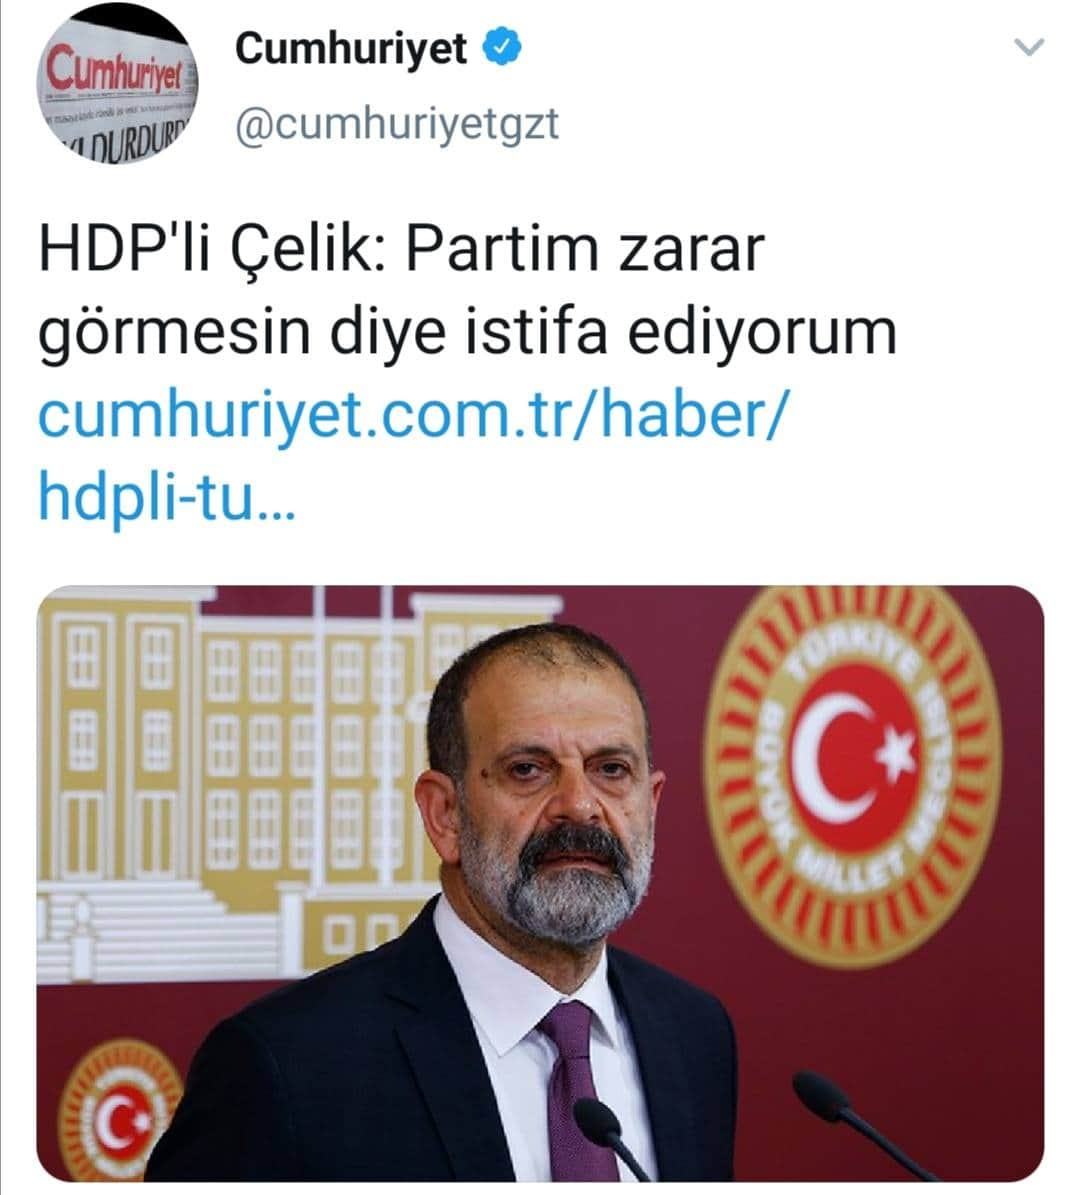 Cumhuriyet
DURDURD
Cumhuriyet
@cumhuriyetgzt
HDP'li Çelik: Partim zarar
görmesin diye istifa ediyorum
cumhuriyet.com.tr/haber/
hdpli-tu...
TÜRKİYE BÜYÜK MİLLET MECLİSİ